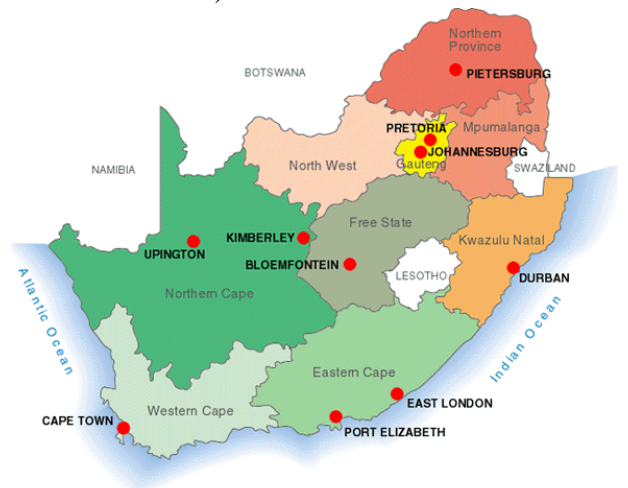 Northern
Province
PIETERSBURG
BOTSWANA
PRETORIA
Mpumalanga
JOHANNESBURG
Gauteng
North West
SWAZILAND
NAMIBIA
Free State
KIMBERLEY
Kwazulu Natal
UPINGTON
BLOEMFONTEIN
LESOTHO
DURBAN
Northern Cape
Atlantic Ocean
Indian Ocean
Eastern Cape
EAST LONDON
Western Cape
CAPE TOWN
PORT ELIZABETH